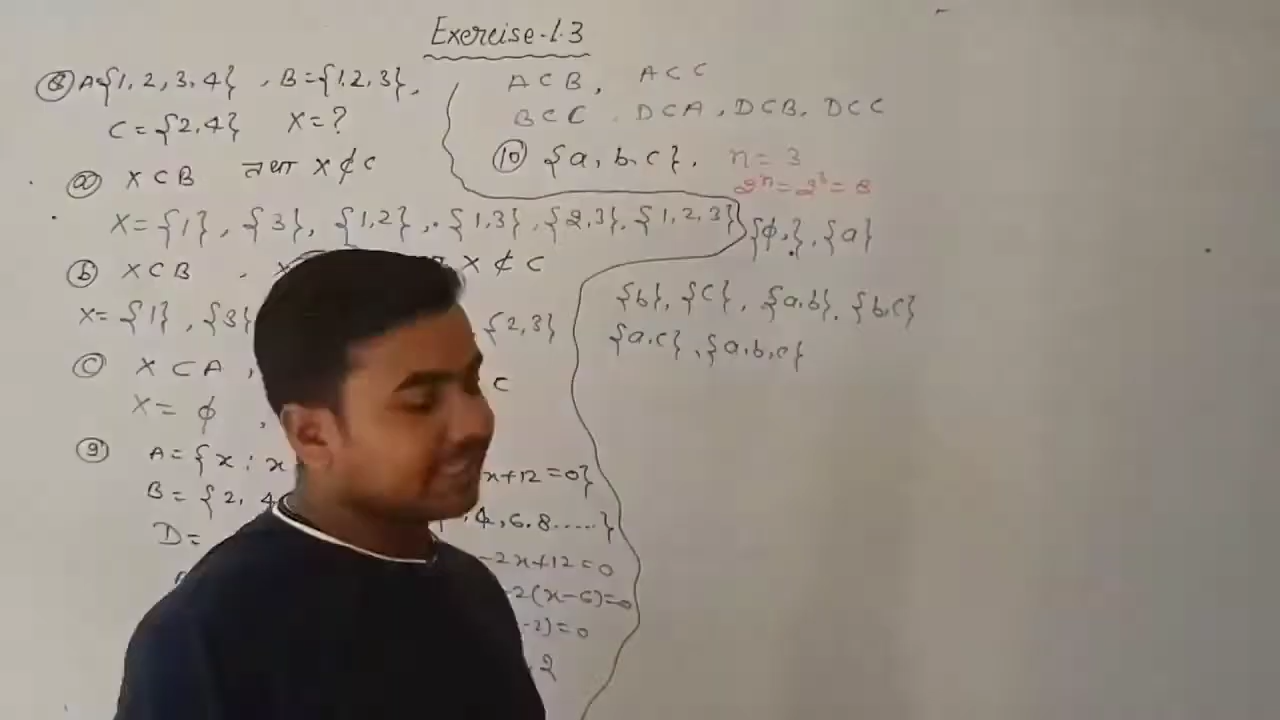 Exercise-1.3
⑧ A={1, 2, 3, 4} , B={1,2,3},
C={2,4} X=?
ⓐ X⊂B तथा X⊄C
X={1}, {3}, {1,2}, {1,3}, {2,3}, {1,2,3}
ⓑ X⊂B , X⊄C
X={1}, {3} {2,3}
ⓒ X⊂A , C
X= ϕ ,
⑨ A={x : x x+12=0}
B={2, 4 4,6,8.....}
D=
-2x+12=0
-2(x-6)=0
-2)=0
, 2
A⊂B, A⊂C
B⊂C D⊂A, D⊂B, D⊂C
⑩ {a, b, c}. n=3
2ⁿ=2³=8
{ϕ,}, {a}
{b}, {c}, {a,b}, {b,c}
{a,c}, {a,b,c}